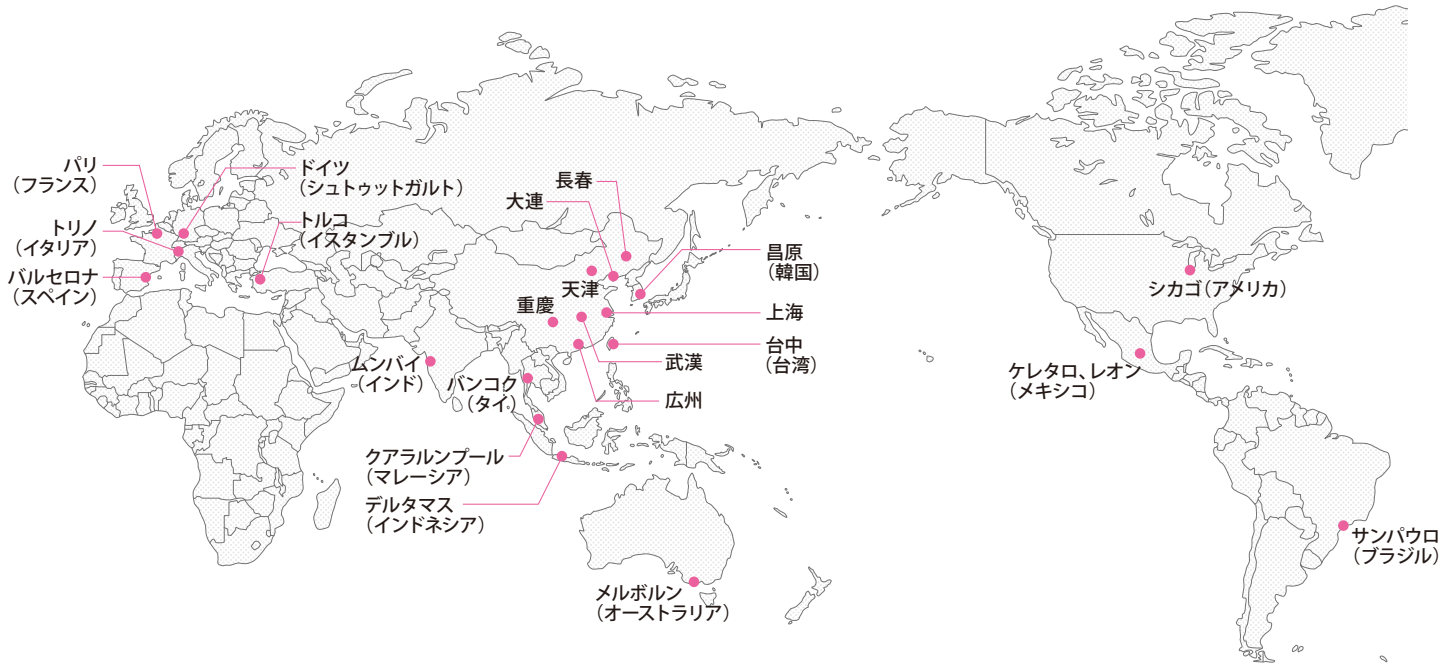 パリ
（フランス）
トリノ
（イタリア）
バルセロナ
（スペイン）
ドイツ
（シュトゥットガルト）
トルコ
（イスタンブル）
長春
大連
天津
重慶
昌原
（韓国）
上海
台中
（台湾）
武漢
広州
ムンバイ
（インド）
バンコク
（タイ）
クアラルンプール
（マレーシア）
デルタマス
（インドネシア）
メルボルン
（オーストラリア）
シカゴ（アメリカ）
ケレタロ、レオン
（メキシコ）
サンパウロ
（ブラジル）